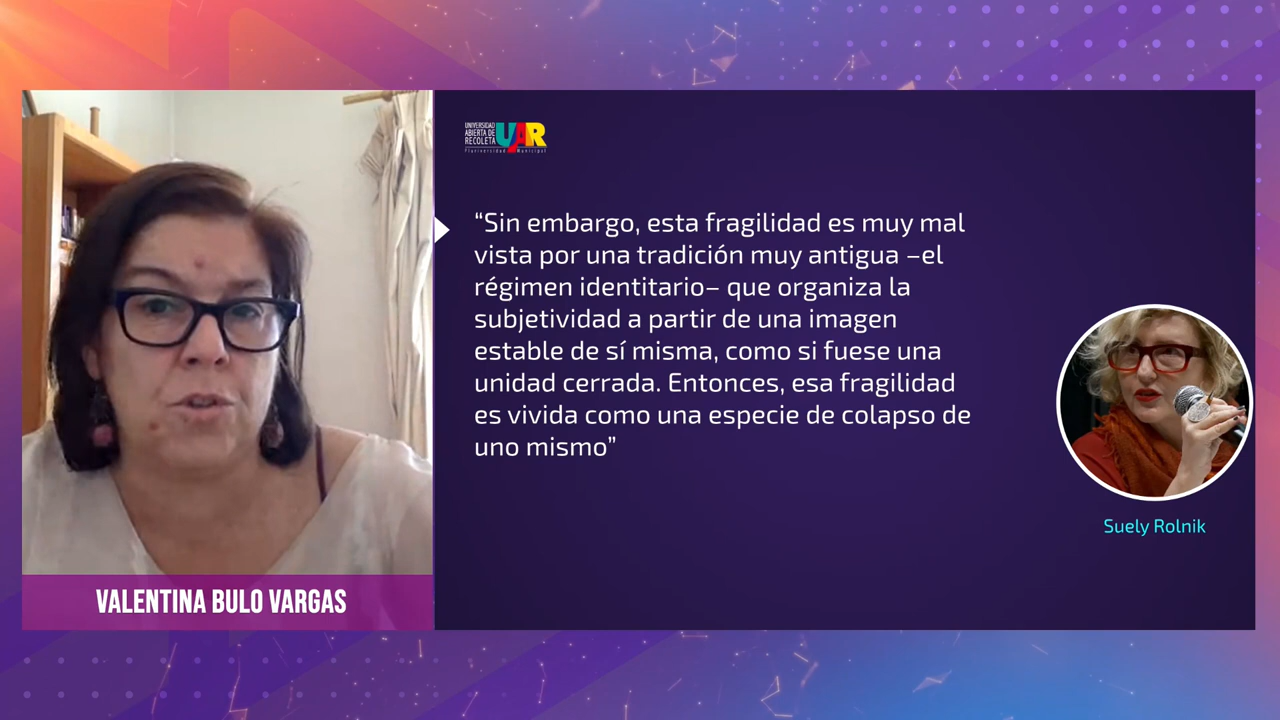 UNIVERSIDAD
ABIERTA DE
RECOLETA
UAR
Pluriversidad Municipal
“Sin embargo, esta fragilidad es muy mal
vista por una tradición muy antigua –el
régimen identitario– que organiza la
subjetividad a partir de una imagen
estable de sí misma, como si fuese una
unidad cerrada. Entonces, esa fragilidad
es vivida como una especie de colapso de
uno mismo”
Suely Rolnik
VALENTINA BULO VARGAS